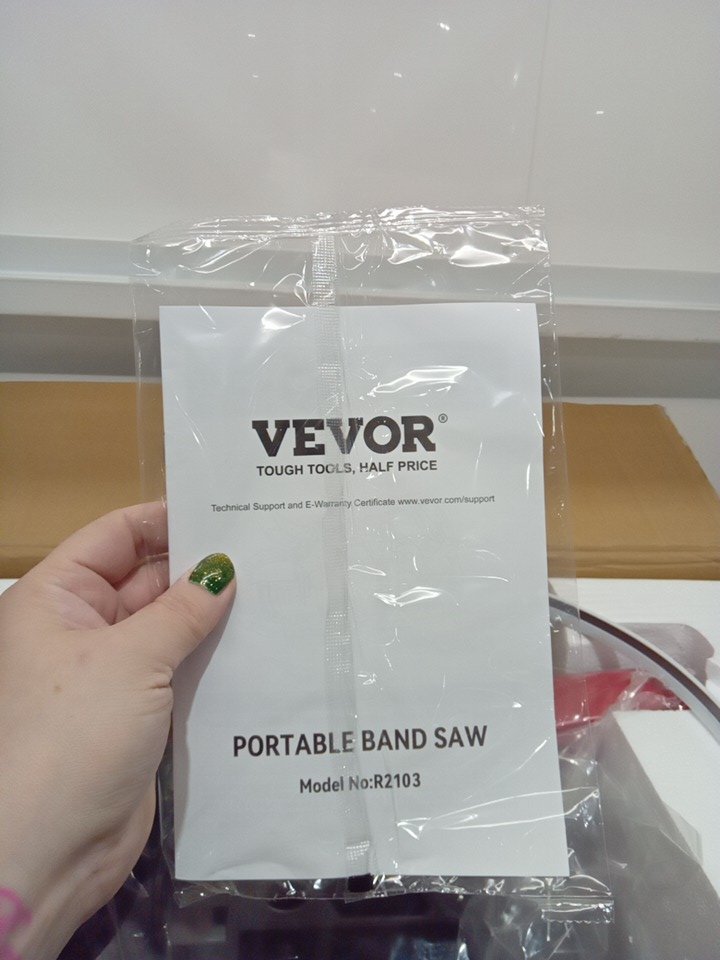 VEVOR®
TOUGH TOOLS, HALF PRICE
Technical Support and E-Warranty Certificate www.vevor.com/support
PORTABLE BAND SAW
Model No:R2103